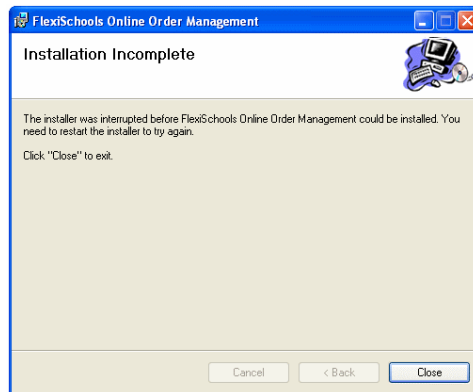 FlexiSchools Online Order Management
Installation Incomplete
The installer was interrupted before FlexiSchools Online Order Management could be installed. You
need to restart the installer to try again.
Click "Close" to exit.
Cancel
< Back
Close